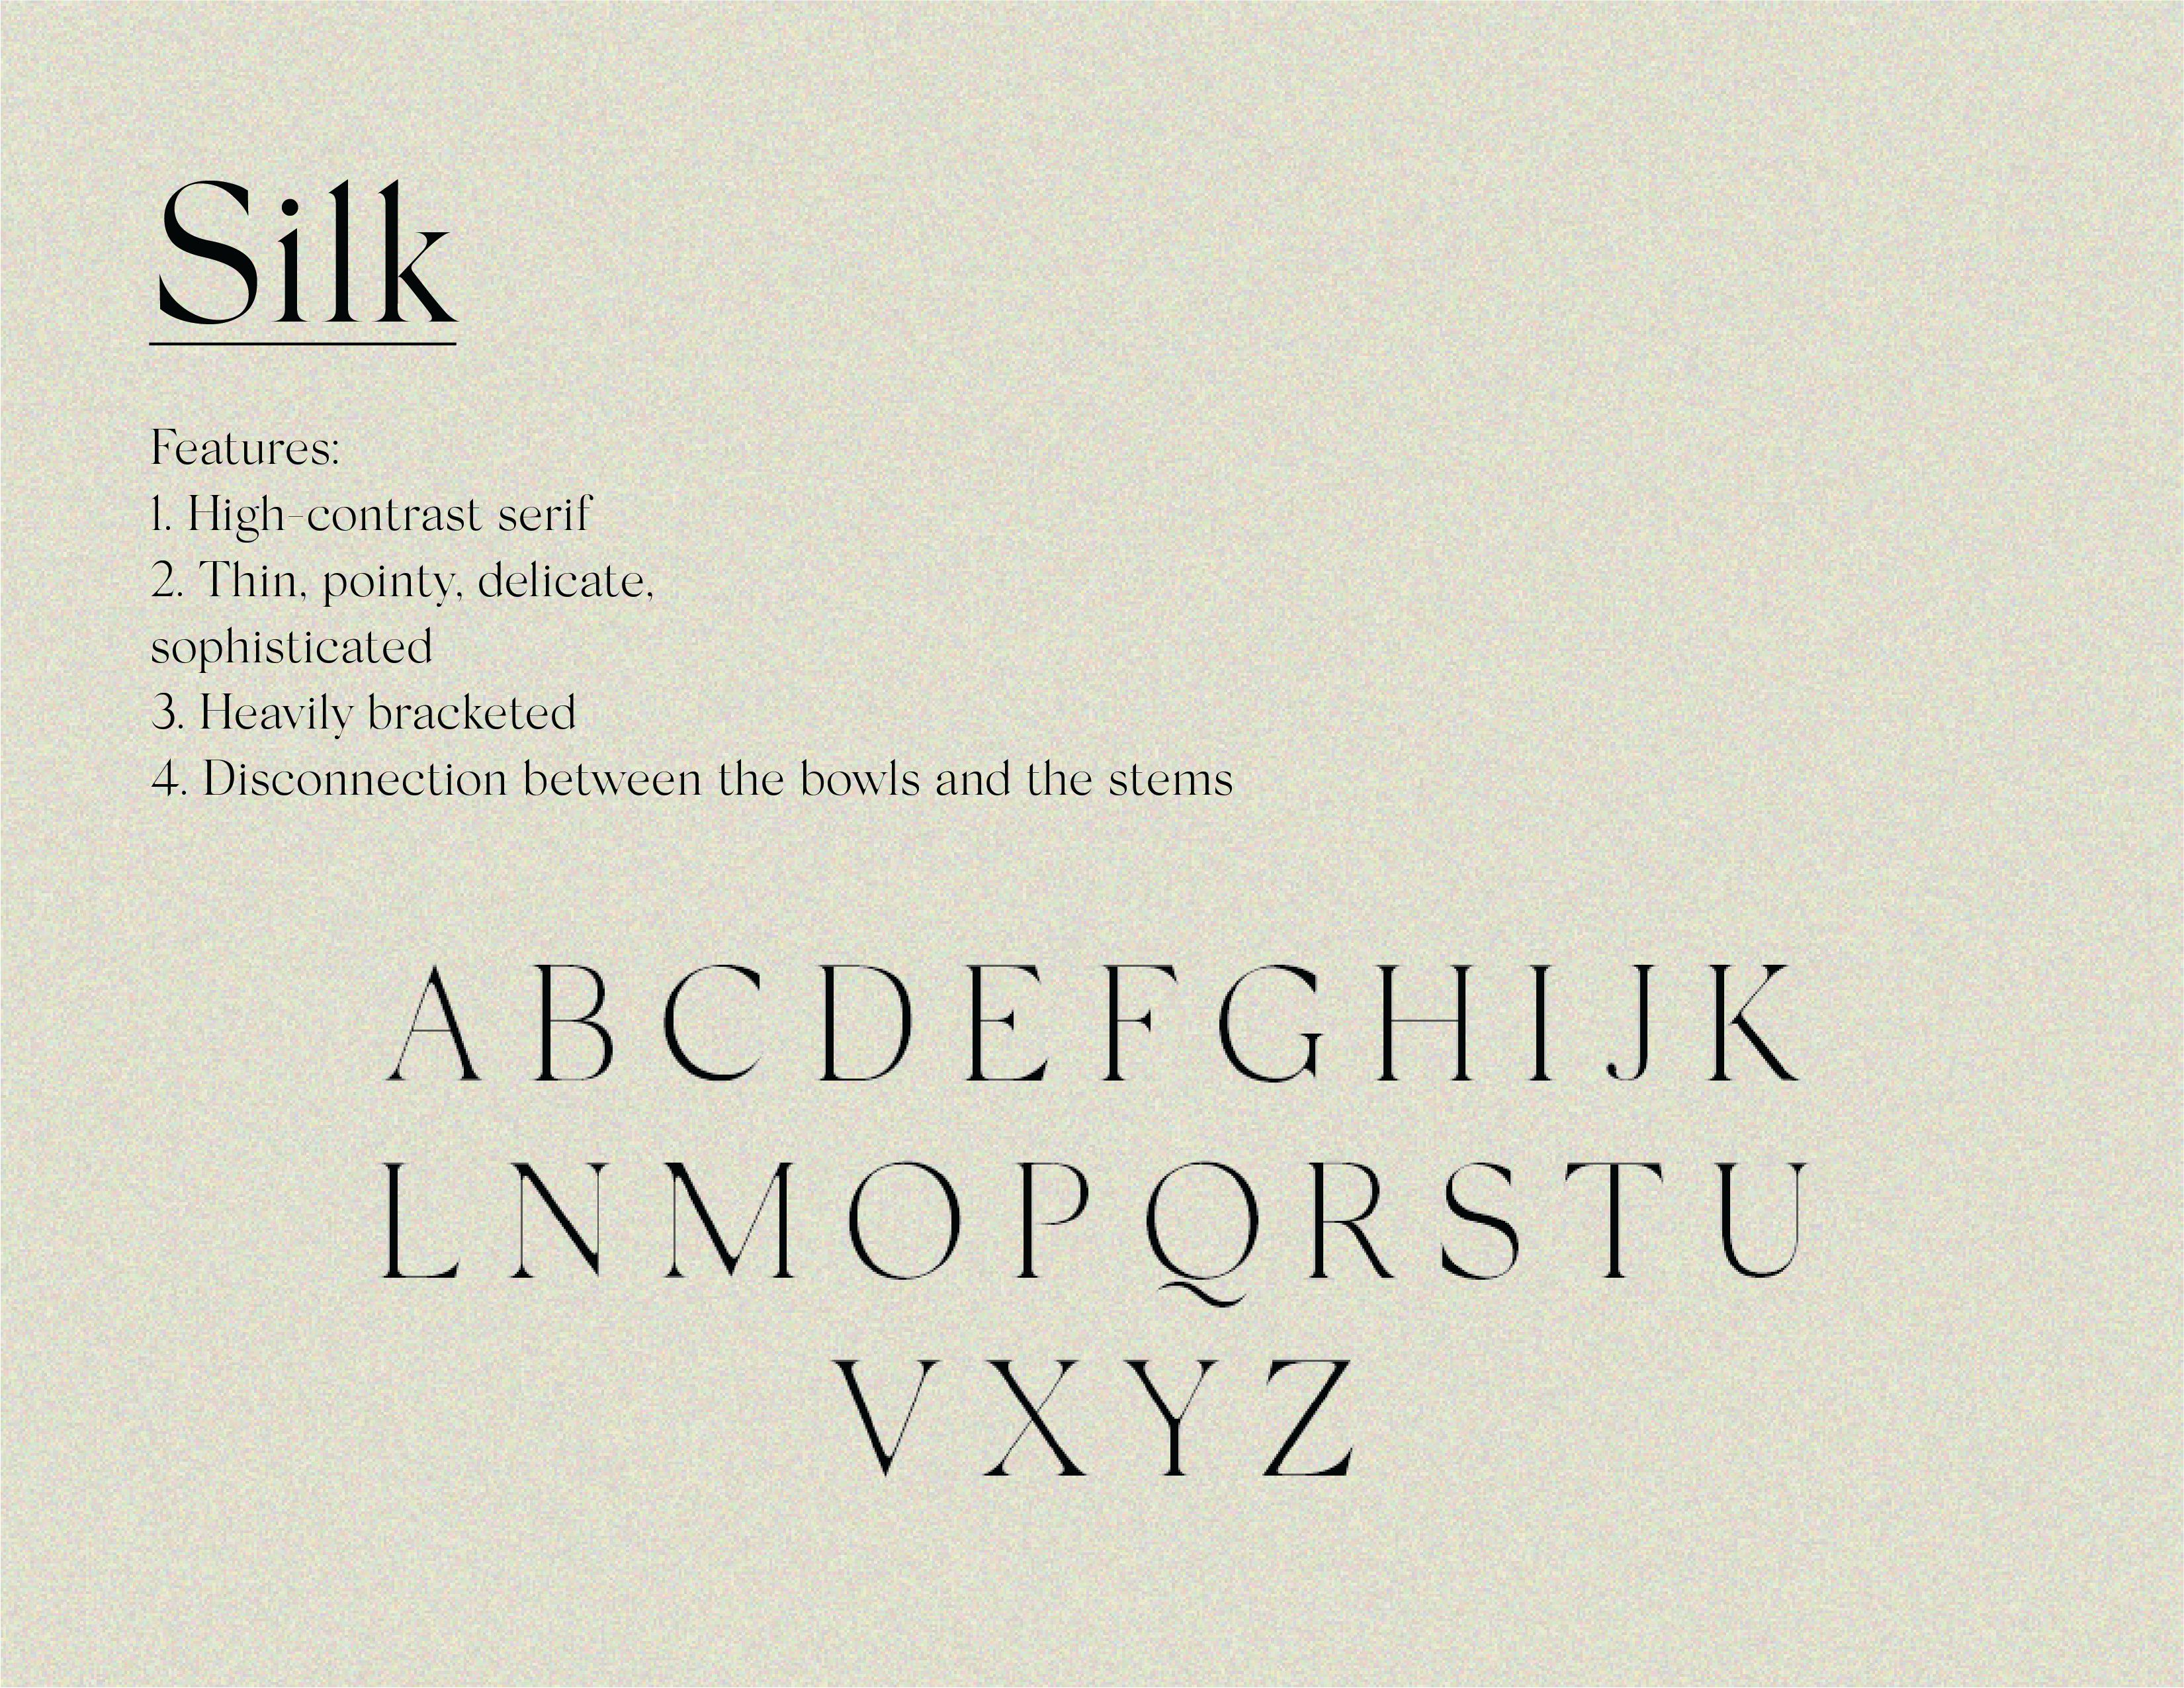 Silk
Features:
1. High-contrast serif
2. Thin, pointy, delicate,
sophisticated
3. Heavily bracketed
4. Disconnection between the bowls and the stems
A B C D E F G H I J K
L N M O P Q R S T U
V X Y Z